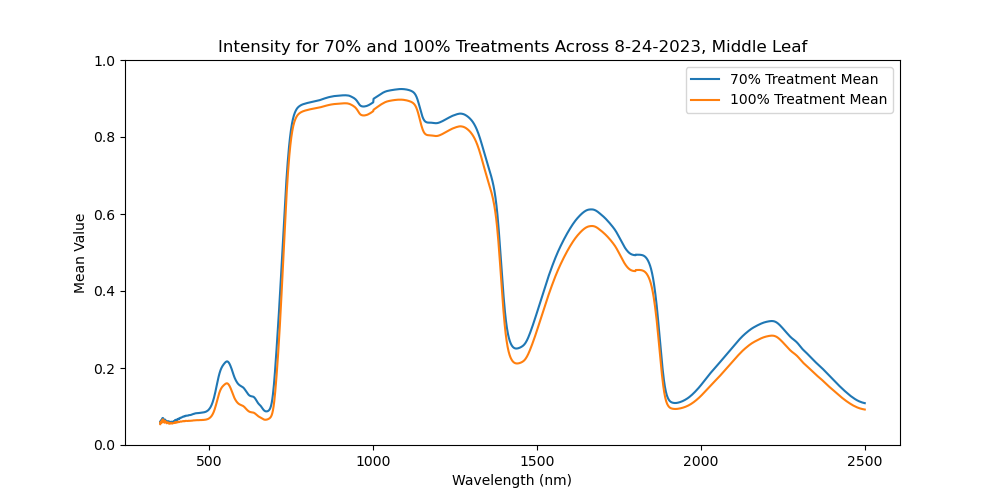 Intensity for 70% and 100% Treatments Across 8-24-2023, Middle Leaf
70% Treatment Mean
100% Treatment Mean
Mean Value
1.0
0.8
0.6
0.4
0.2
0.0
500 1000 1500 2000 2500
Wavelength (nm)